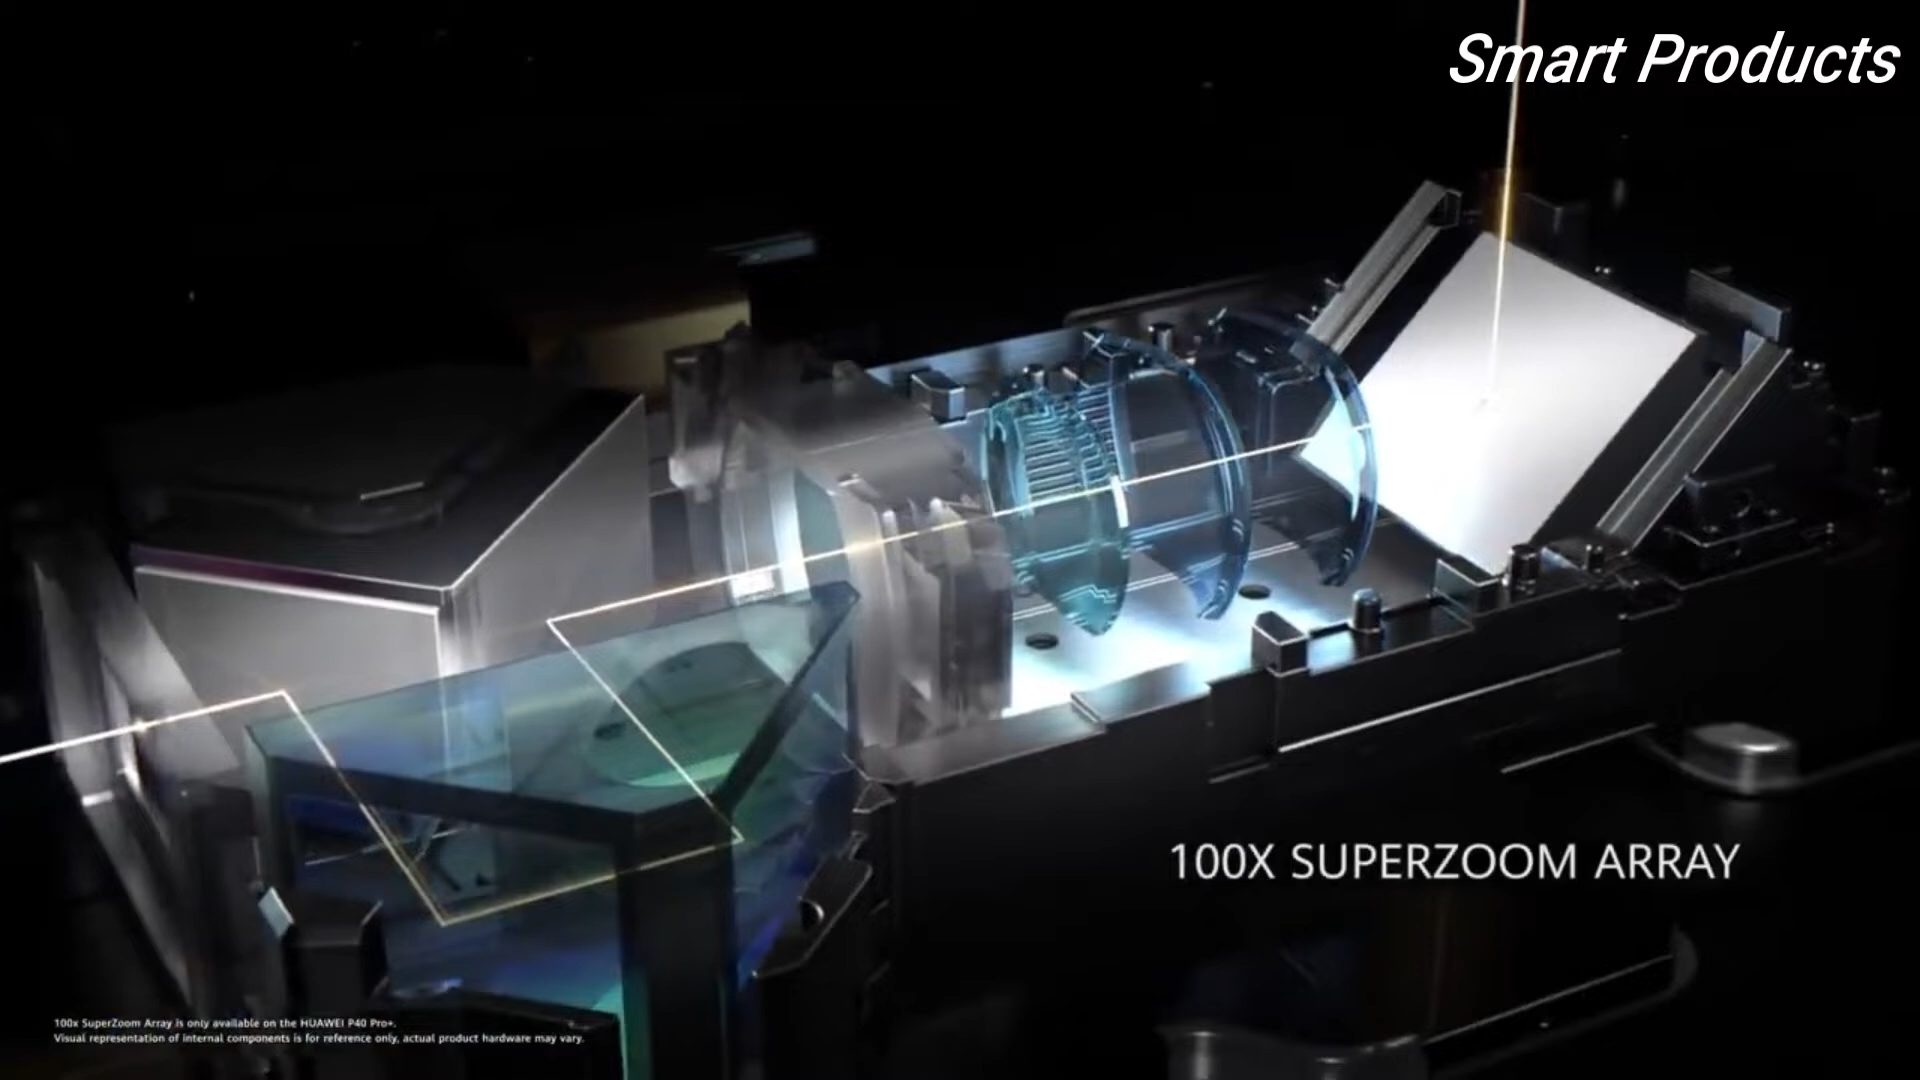 Smart Products
100X SUPERZOOM ARRAY
100x SuperZoom Array is only available on the HUAWEI P40 Pro+.
Visual representation of internal components is for reference only, actual product hardware may vary.